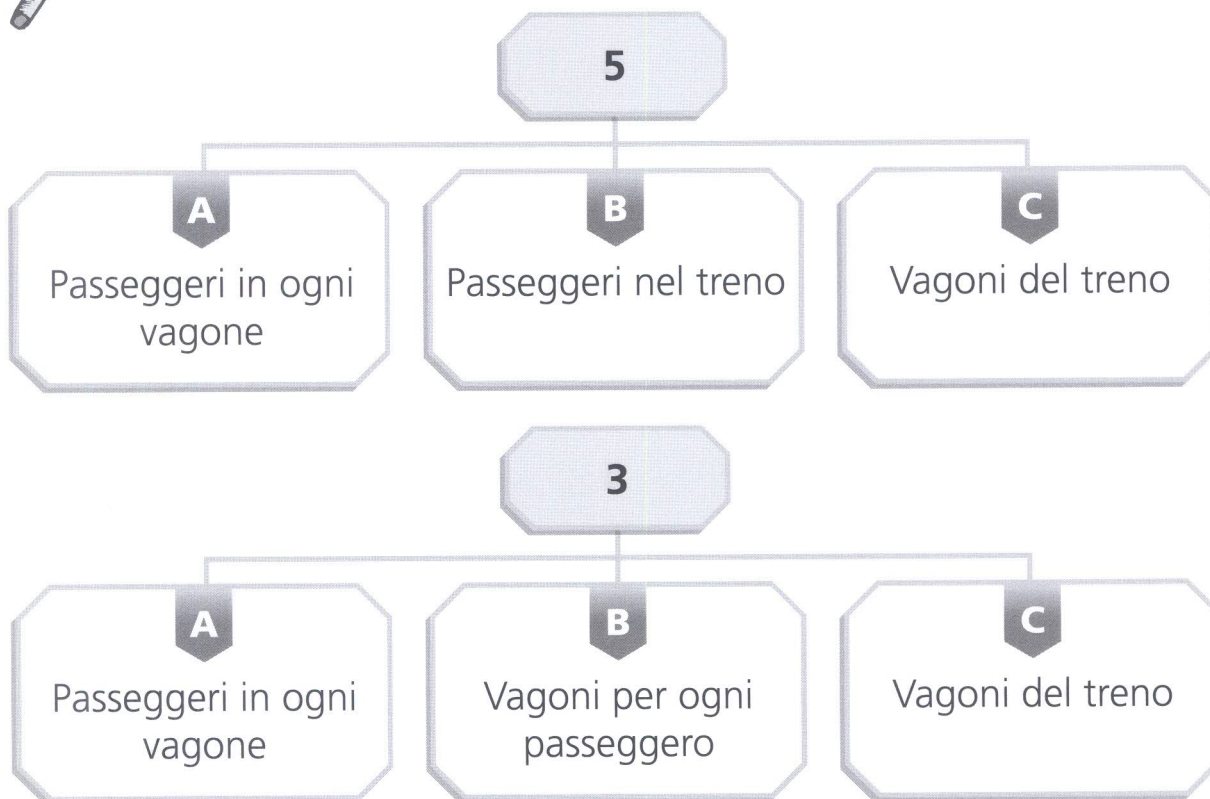 5
A
Passeggeri in ogni
vagone
B
Passeggeri nel treno
C
Vagoni del treno
3
A
Passeggeri in ogni
vagone
B
Vagoni per ogni
passeggero
C
Vagoni del treno